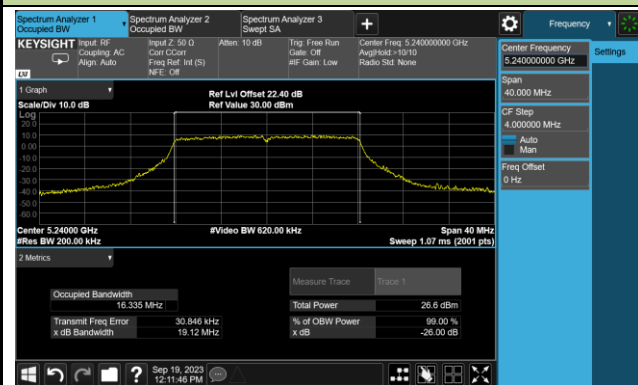 Spectrum Analyzer 1
Occupied BW
Spectrum Analyzer 2
Occupied BW
Spectrum Analyzer 3
Swept SA
+
Frequency
KEYSIGHT
Input: RF
Coupling: AC
Align: Auto
Input Z: 50 Ω
Corr CCorr
Freq Ref: Int (S)
NFE: Off
Atten: 10 dB
Trig: Free Run
Gate: Off
#IF Gain: Low
Center Freq: 5.240000000 GHz
Avg|Hold:>10/10
Radio Std: None
LXI
Center Frequency
5.240000000 GHz
Settings
Span
40.000 MHz
CF Step
4.000000 MHz
Auto
Man
Freq Offset
0 Hz
1 Graph
Scale/Div 10.0 dB
Ref Lvl Offset 22.40 dB
Ref Value 30.00 dBm
Log
20.0
10.0
0.00
-10.0
-20.0
-30.0
-40.0
-50.0
-60.0
Center 5.24000 GHz
#Video BW 620.00 kHz
Span 40 MHz
#Res BW 200.00 kHz
Sweep 1.07 ms (2001 pts)
2 Metrics
Measure Trace
Trace 1
Occupied Bandwidth
16.335 MHz
Total Power
26.6 dBm
Transmit Freq Error
30.846 kHz
% of OBW Power
99.00 %
x dB Bandwidth
19.12 MHz
x dB
-26.00 dB
?
Sep 19, 2023
12:11:46 PM